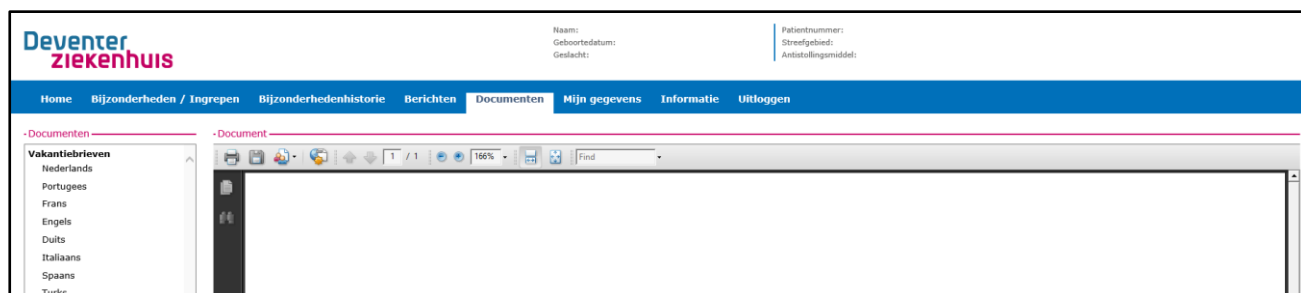 Deventer
ziekenhuis
Naam:
Geboortedatum:
Geslacht:
Patientnummer:
Streefgebied:
Antistollingsmiddel:
Home Bijzonderheden / Ingrepen Bijzonderhedenhistorie Berichten Documenten Mijn gegevens Informatie Uitloggen
Documenten
Document
Vakantiebrieven
Nederlands
Portugees
Frans
Engels
Duits
Italiaans
Spaans
Turks
1 / 1 166% Find